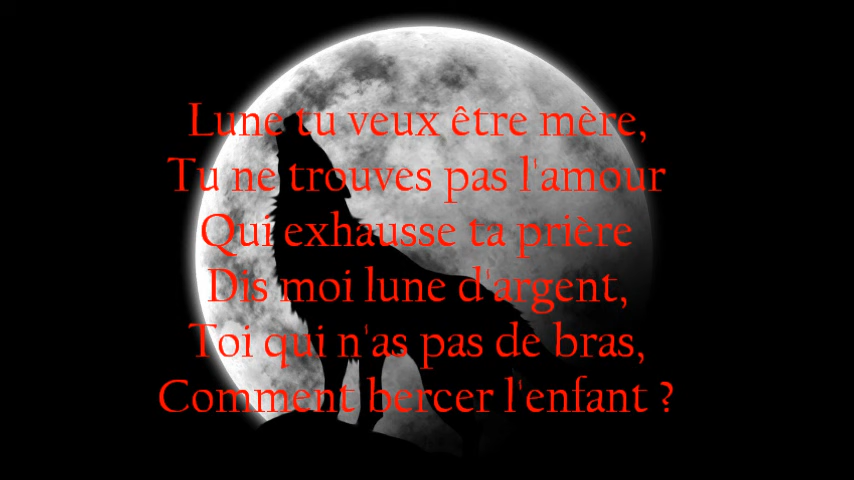 Lune tu veux être mère,
Tu ne trouves pas l'amour
Qui exhausse ta prière
Dis moi lune d'argent,
Toi qui n'as pas de bras,
Comment bercer l'enfant ?